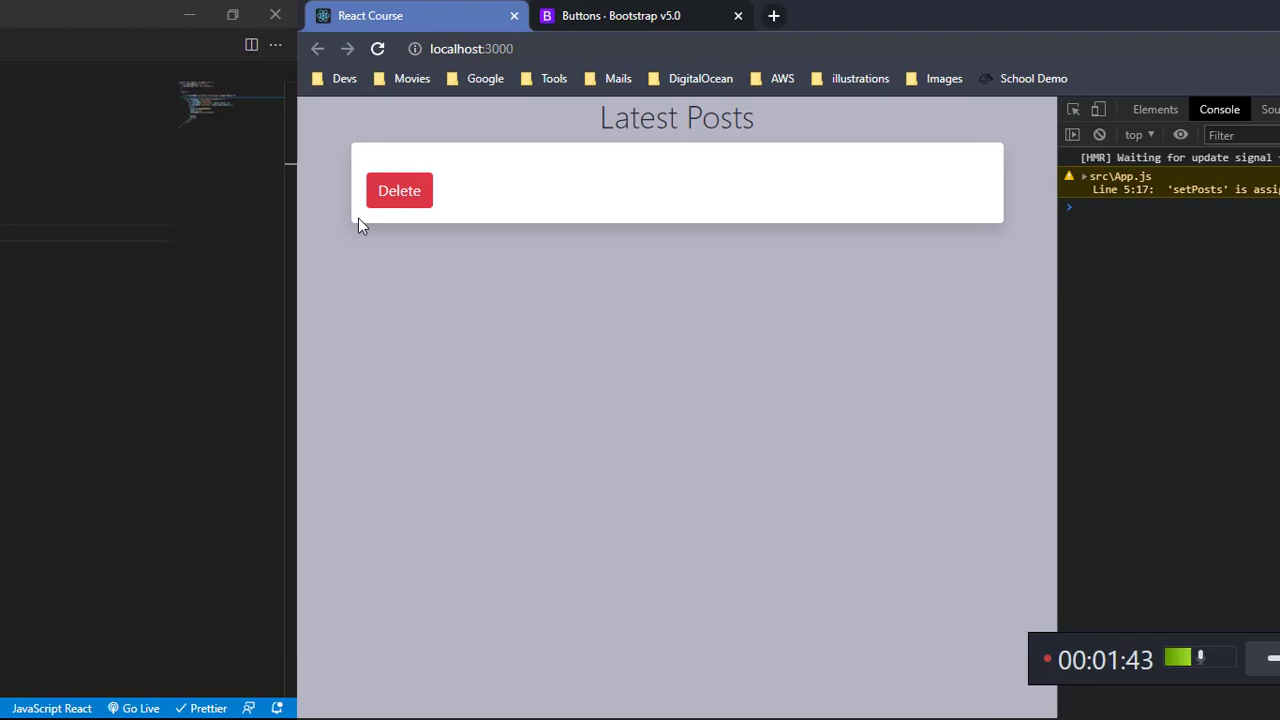 React Course
Buttons · Bootstrap v5.0
localhost:3000
Devs Movies Google Tools Mails DigitalOcean AWS illustrations Images School Demo
Latest Posts
Delete
Elements Console Sou
top Filter
[HMR] Waiting for update signal
src\App.js
Line 5:17: 'setPosts' is assig
00:01:43
JavaScript React Go Live Prettier